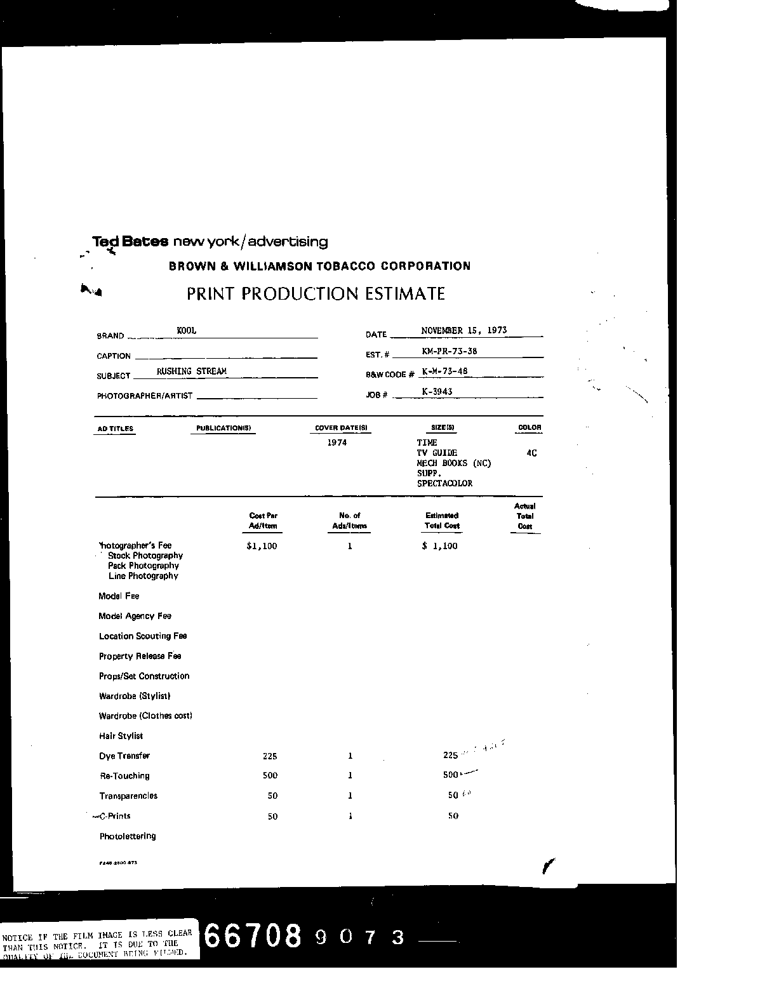 Ted Bates new york/advertising
BROWN & WILLIAMSON TOBACCO CORPORATION
PRINT PRODUCTION ESTIMATE
BRAND KOOL DATE NOVEMBER 15, 1973
CAPTION EST. # KM-PR-73-38
SUBJECT RUSHING STREAM B&W CODE # K-M-73-48
PHOTOGRAPHER/ARTIST JOB # K-3943
AD TITLES PUBLICATION(S) COVER DATE(S) SIZE(S) COLOR
1974 TIME
TV GUIDE 4C
MECH BOOKS (NC)
SUPP.
SPECTACOLOR
Cost Per Ad/Item No. of Ads/Items Estimated Total Cost Actual Total Cost
hotographer's Fee $1,100 1 $ 1,100
Stock Photography
Pack Photography
Line Photography
Model Fee
Model Agency Fee
Location Scouting Fee
Property Release Fee
Props/Set Construction
Wardrobe (Stylist)
Wardrobe (Clothes cost)
Hair Stylist
Dye Transfer 225 1 225
Re-Touching 500 1 500
Transparencies 50 1 50
C-Prints 50 1 50
Photolettering
NOTICE IF THE FILM IMAGE IS LESS CLEAR
THAN THIS NOTICE. IT IS DUE TO THE
QUALITY OF THE DOCUMENT BEING FILMED.
66708 9073